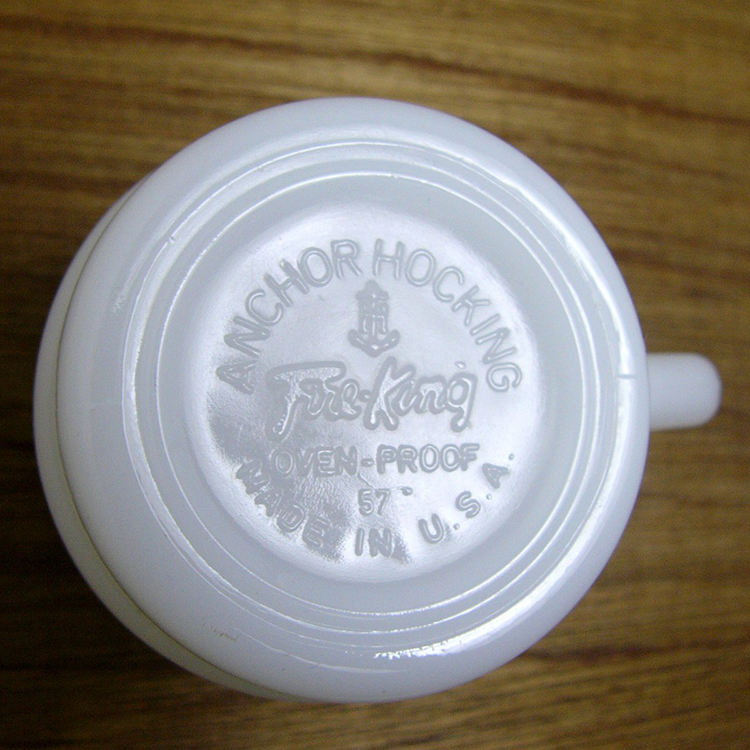 ANCHOR HOCKING
Fire-King
OVEN-PROOF
57
MADE IN U.S.A.